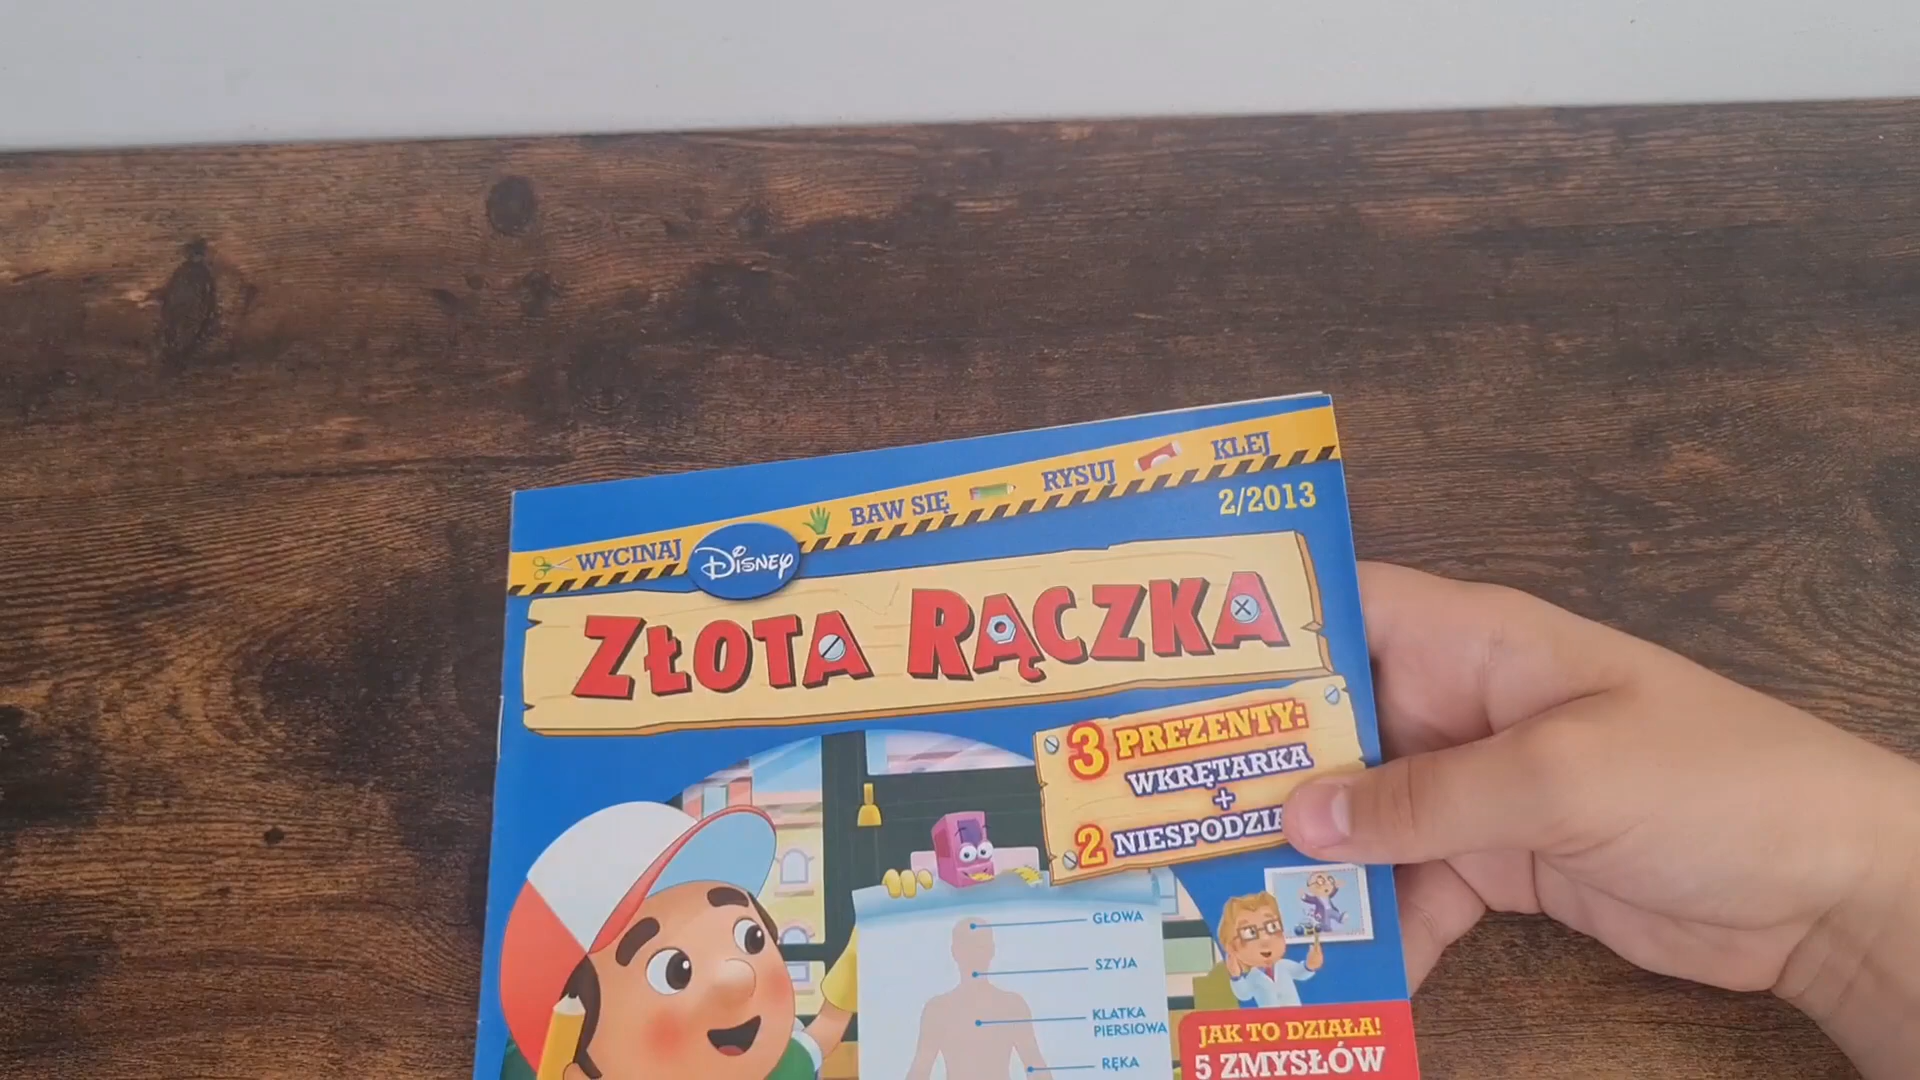 WYCINAJ BAW SIĘ RYSUJ KLEJ
Disney
2/2013
ZŁOTA RĄCZKA
3 PREZENTY:
WKRĘTARKA
+
2
GŁOWA
SZYJA
KLATKA
PIERSIOWA
RĘKA
JAK TO DZIAŁA!
5 ZMYSŁÓW